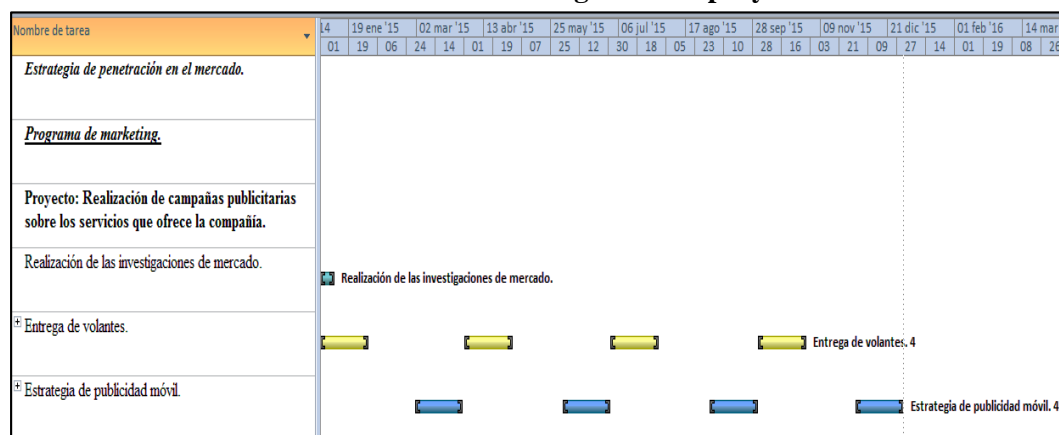 Nombre de tarea
14 19 ene '15 02 mar '15 13 abr '15 25 may '15 06 jul '15 17 ago '15 28 sep '15 09 nov '15 21 dic '15 01 feb '16 14 mar
01 19 06 24 14 01 19 07 25 12 30 18 05 23 10 28 16 03 21 09 27 14 01 19 08 26
Estrategia de penetración en el mercado.
Programa de marketing.
Proyecto: Realización de campañas publicitarias
sobre los servicios que ofrece la compañía.
Realización de las investigaciones de mercado.
Realización de las investigaciones de mercado.
Entrega de volantes.
Entrega de volantes. 4
Estrategia de publicidad móvil.
Estrategia de publicidad móvil. 4